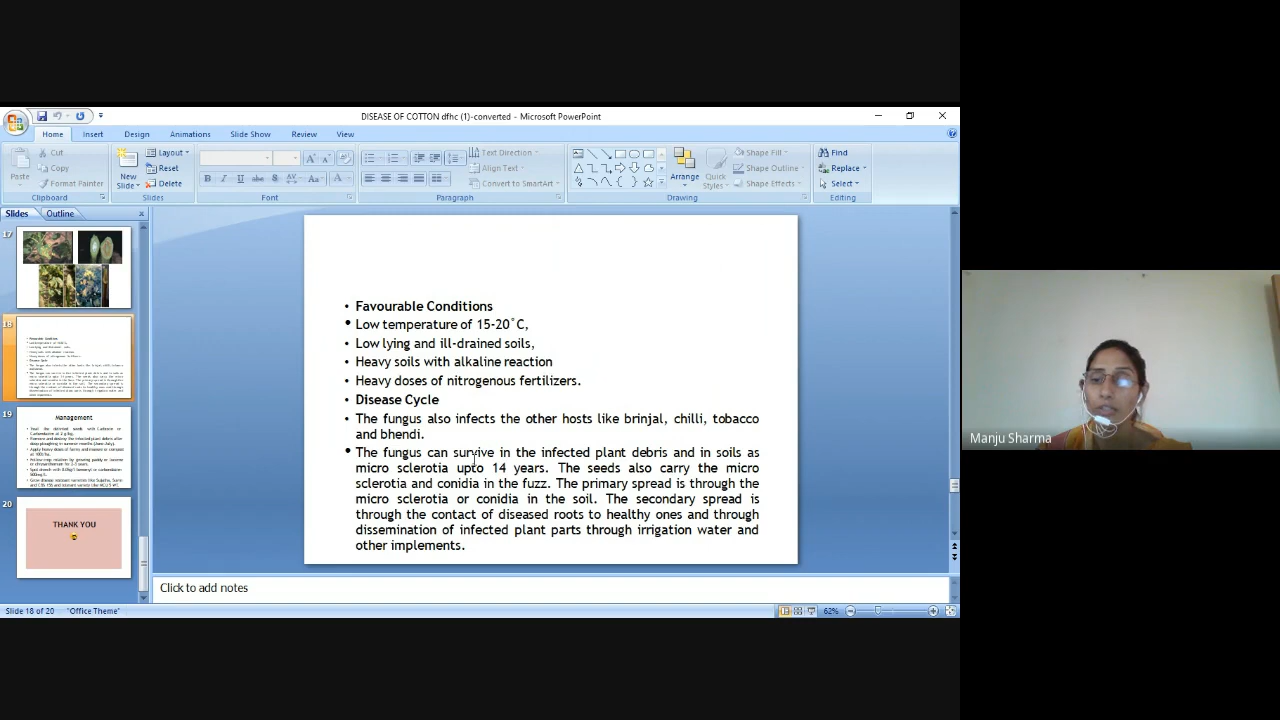 DISEASE OF COTTON dfhc (1)-converted - Microsoft PowerPoint
Home Insert Design Animations Slide Show Review View
Paste
Cut
Copy
Format Painter
Clipboard
New Slide
Layout
Reset
Delete
Slides
Font
Text Direction
Align Text
Convert to SmartArt
Paragraph
Arrange
Quick Styles
Shape Fill
Shape Outline
Shape Effects
Drawing
Find
Replace
Select
Editing
Slides Outline
17
18
19
Management
20
THANK YOU
• Favourable Conditions
• Low temperature of 15-20°C,
• Low lying and ill-drained soils,
• Heavy soils with alkaline reaction
• Heavy doses of nitrogenous fertilizers.
• Disease Cycle
• The fungus also infects the other hosts like brinjal, chilli, tobacco
and bhendi.
• The fungus can survive in the infected plant debris and in soils as
micro sclerotia upto 14 years. The seeds also carry the micro
sclerotia and conidia in the fuzz. The primary spread is through the
micro sclerotia or conidia in the soil. The secondary spread is
through the contact of diseased roots to healthy ones and through
dissemination of infected plant parts through irrigation water and
other implements.
Click to add notes
Slide 18 of 20 "Office Theme" 62%
Manju Sharma